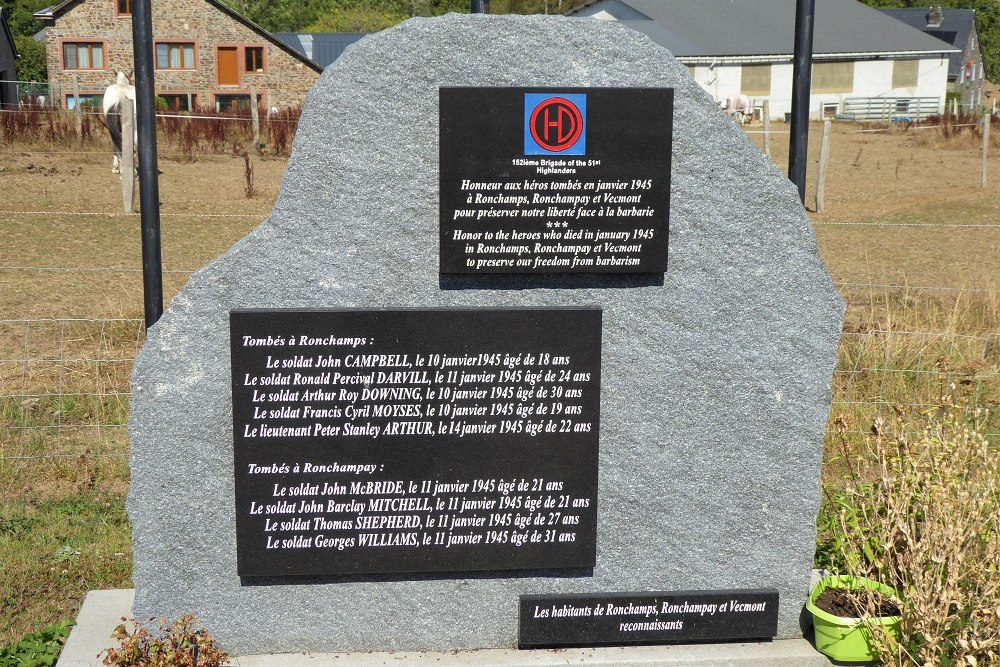 HD
152ième Brigade of the 51st
Highlanders
Honneur aux héros tombés en janvier 1945
à Ronchamps, Ronchampay et Vecmont
pour préserver notre liberté face à la barbarie
***
Honor to the heroes who died in january 1945
in Ronchamps, Ronchampay et Vecmont
to preserve our freedom from barbarism
Tombés à Ronchamps :
Le soldat John CAMPBELL, le 10 janvier1945 âgé de 18 ans
Le soldat Ronald Percival DARVILL, le 11 janvier 1945 âgé de 24 ans
Le soldat Arthur Roy DOWNING, le 10 janvier 1945 âgé de 30 ans
Le soldat Francis Cyril MOYSES, le 10 janvier 1945 âgé de 19 ans
Le lieutenant Peter Stanley ARTHUR, le 14 janvier 1945 âgé de 22 ans
Tombés à Ronchampay :
Le soldat John McBRIDE, le 11 janvier 1945 âgé de 21 ans
Le soldat John Barclay MITCHELL, le 11 janvier 1945 âgé de 21 ans
Le soldat Thomas SHEPHERD, le 11 janvier 1945 âgé de 27 ans
Le soldat Georges WILLIAMS, le 11 janvier 1945 âgé de 31 ans
Les habitants de Ronchamps, Ronchampay et Vecmont
reconnaissants